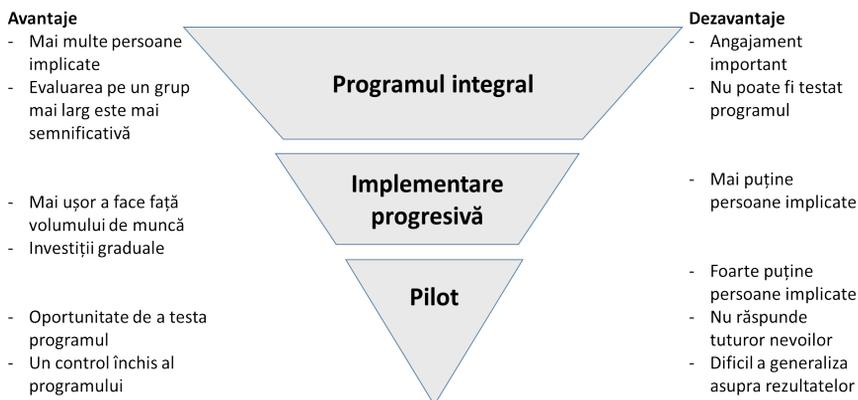 Avantaje
- Mai multe persoane
implicate
- Evaluarea pe un grup
mai larg este mai
semnificativă
- Mai ușor a face față
volumului de muncă
- Investiții graduale
- Oportunitate de a testa
programul
- Un control închis al
programului
Programul integral
Implementare
progresivă
Pilot
Dezavantaje
- Angajament
important
- Nu poate fi testat
programul
- Mai puține
persoane implicate
- Foarte puține
persoane implicate
- Nu răspunde
tuturor nevoilor
- Dificil a generaliza
asupra rezultatelor